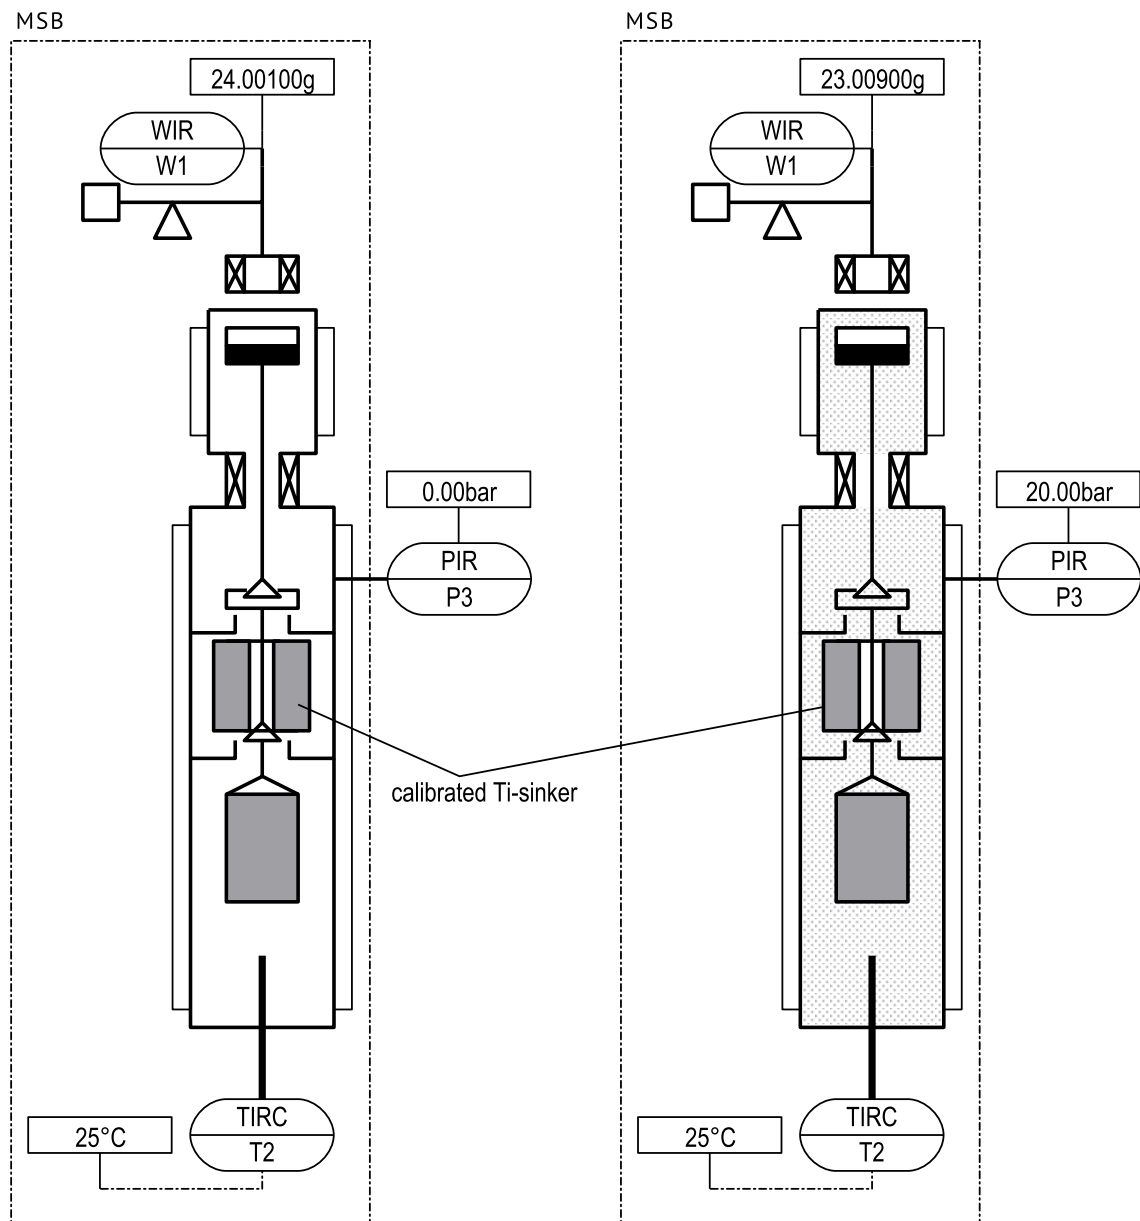 MSB
24.00100g
WIR
W1
0.00bar
PIR
P3
25°C
TIRC
T2
calibrated Ti-sinker
MSB
23.00900g
WIR
W1
20.00bar
PIR
P3
25°C
TIRC
T2